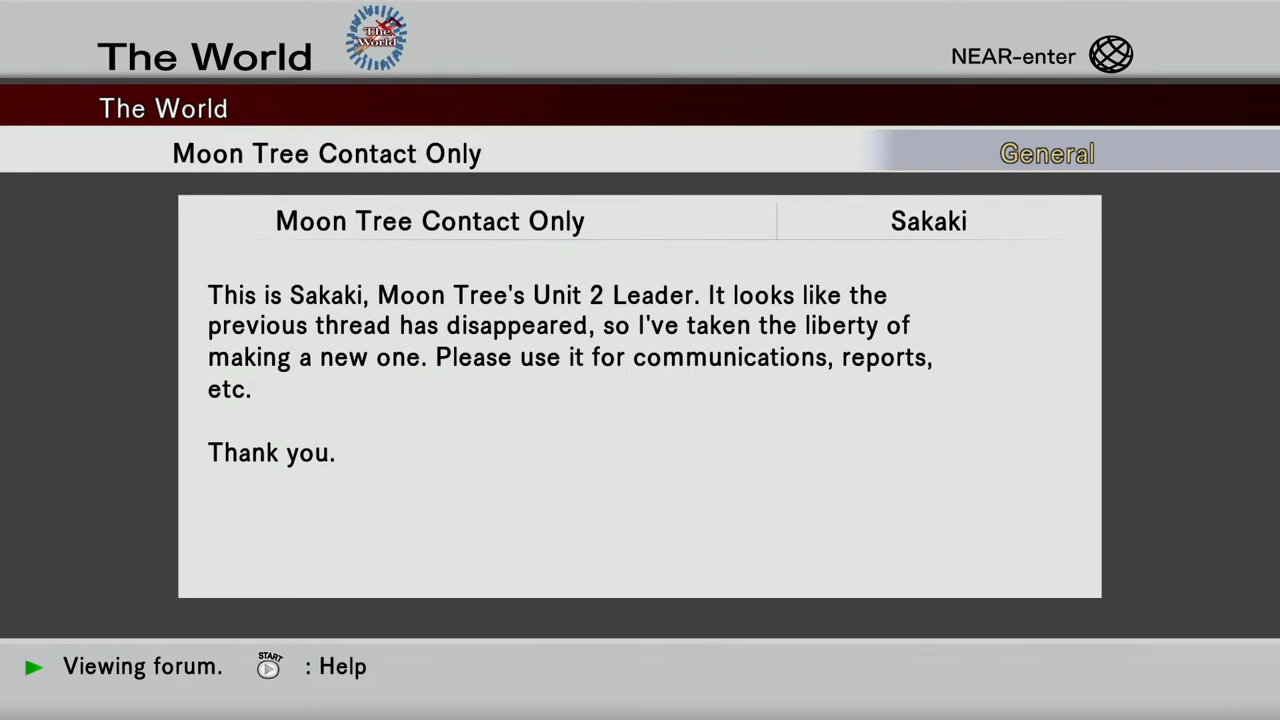 The World
The World
NEAR-enter
The World
Moon Tree Contact Only
General
Moon Tree Contact Only
Sakaki
This is Sakaki, Moon Tree's Unit 2 Leader. It looks like the
previous thread has disappeared, so I've taken the liberty of
making a new one. Please use it for communications, reports,
etc.
Thank you.
Viewing forum.
START
: Help